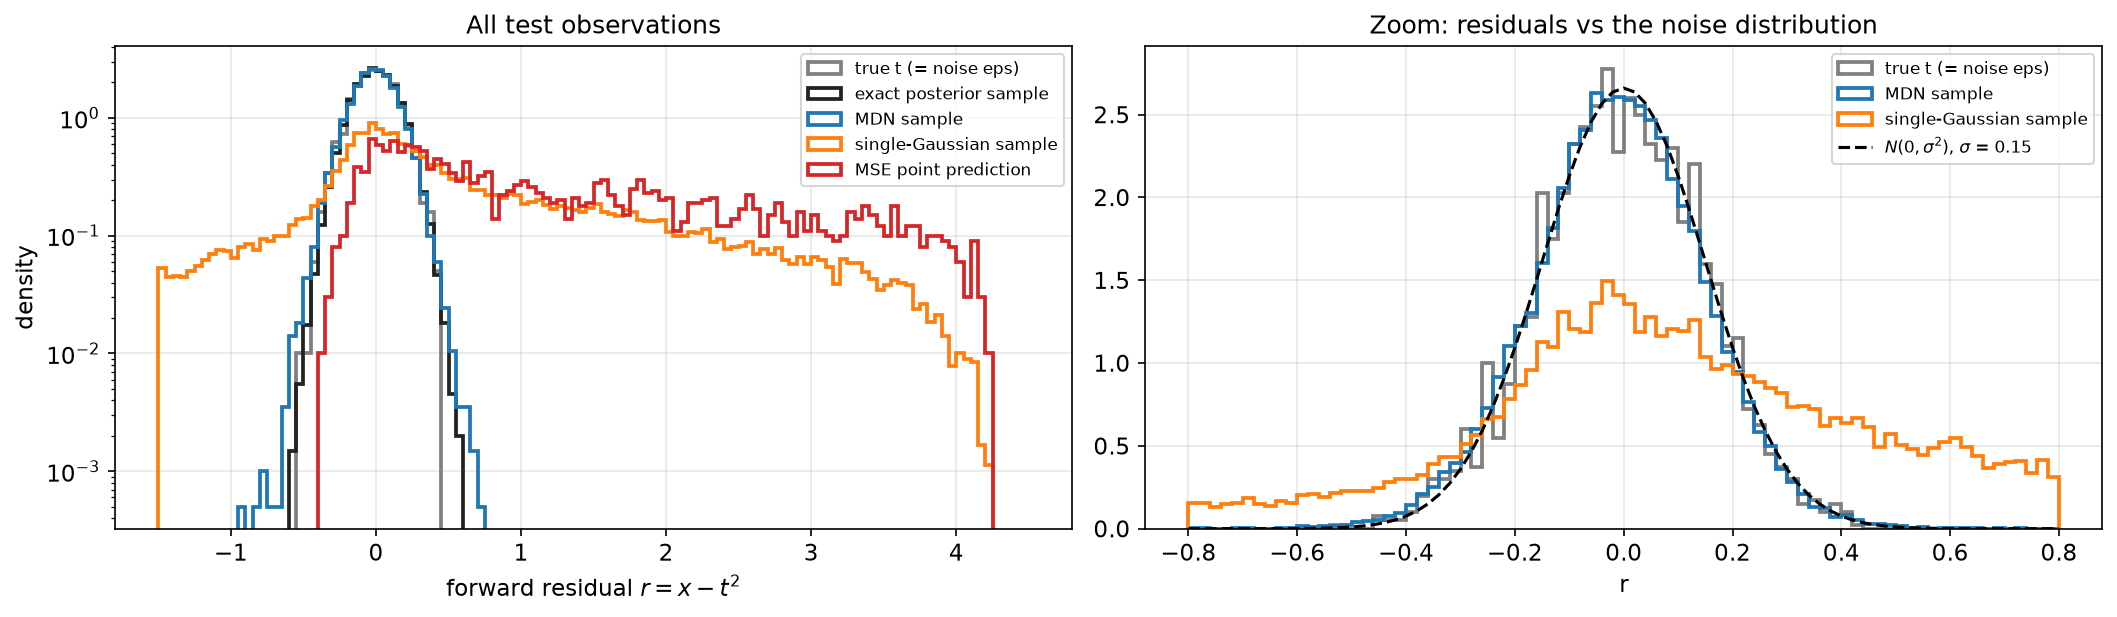 All test observations
true t (= noise eps)
exact posterior sample
MDN sample
single-Gaussian sample
MSE point prediction
density
10⁰
10⁻¹
10⁻²
10⁻³
−1 0 1 2 3 4
forward residual r = x − t²
Zoom: residuals vs the noise distribution
true t (= noise eps)
MDN sample
single-Gaussian sample
N(0, σ²), σ = 0.15
2.5
2.0
1.5
1.0
0.5
0.0
−0.8 −0.6 −0.4 −0.2 0.0 0.2 0.4 0.6 0.8
r